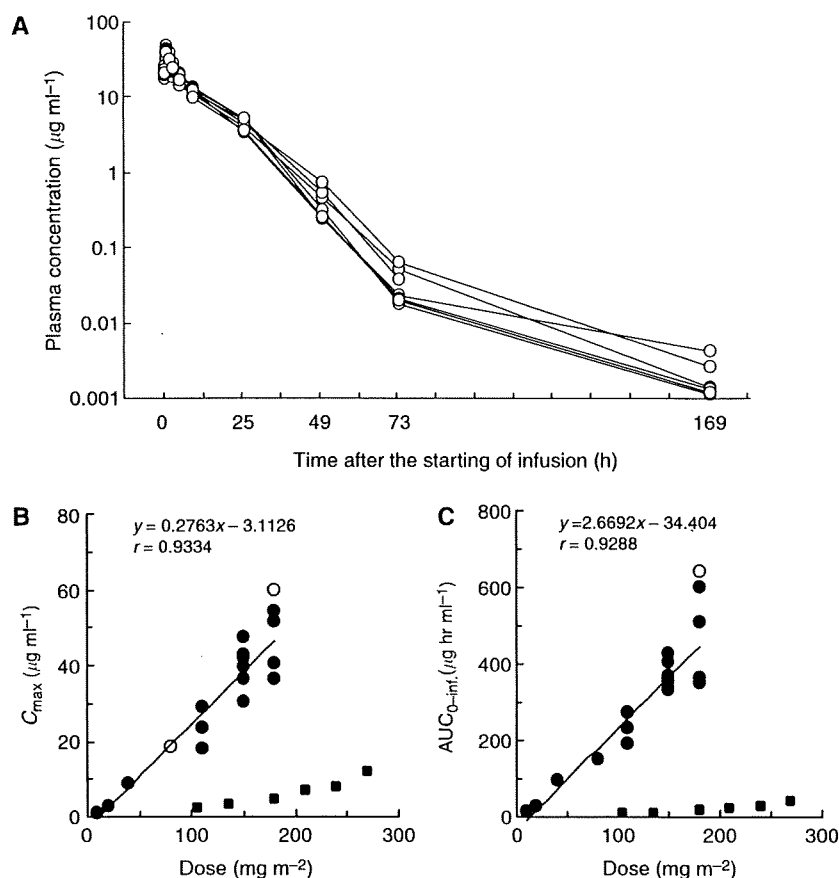 A
Plasma concentration (μg ml⁻¹)
100
10
1
0.1
0.01
0.001
0 25 49 73 169
Time after the starting of infusion (h)
B
y = 0.2763x – 3.1126
r = 0.9334
Cmax (μg ml⁻¹)
80
60
40
20
0
0 100 200 300
Dose (mg m⁻²)
C
y=2.6692x – 34.404
r = 0.9288
AUC0–inf. (μg hr ml⁻¹)
800
600
400
200
0
0 100 200 300
Dose (mg m⁻²)